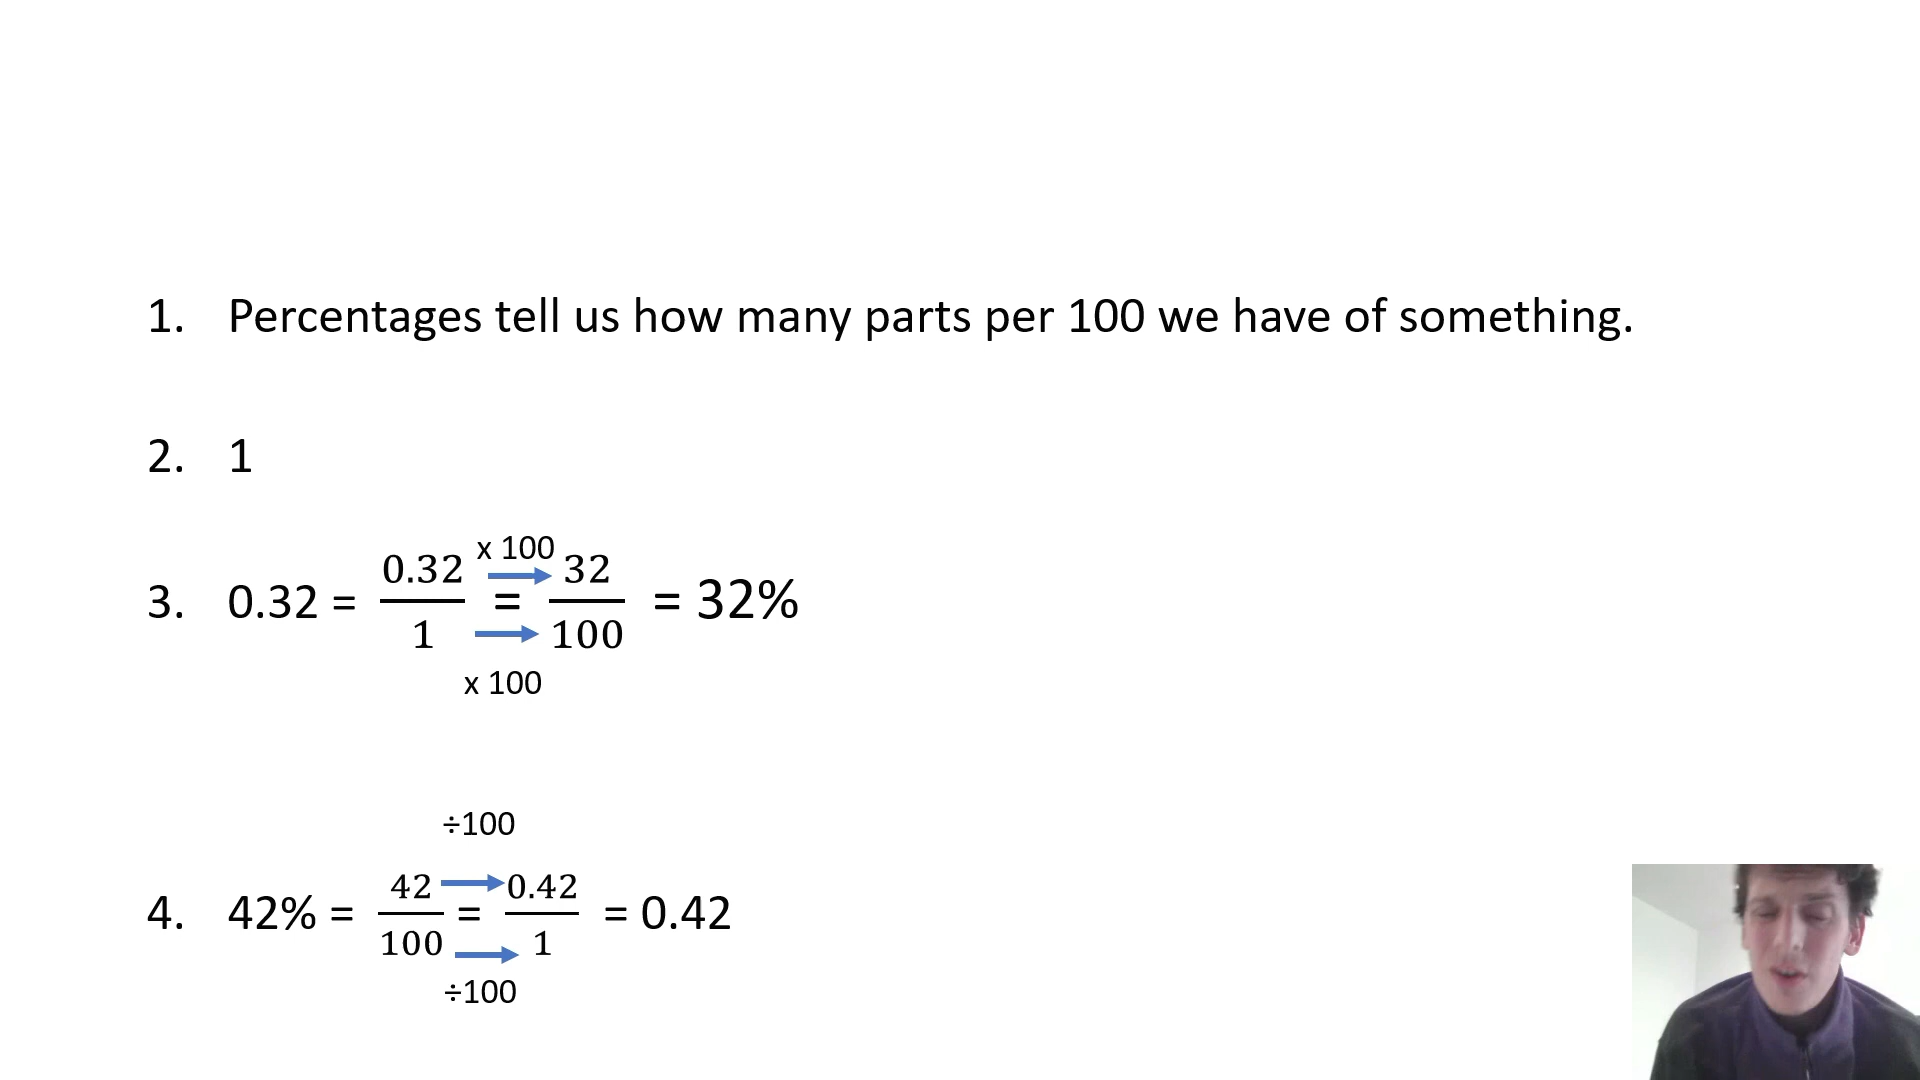 1. Percentages tell us how many parts per 100 we have of something.
2. 1
x 100
3. 0.32 = 0.32/1 = 32/100 = 32%
x 100
÷100
4. 42% = 42/100 = 0.42/1 = 0.42
÷100